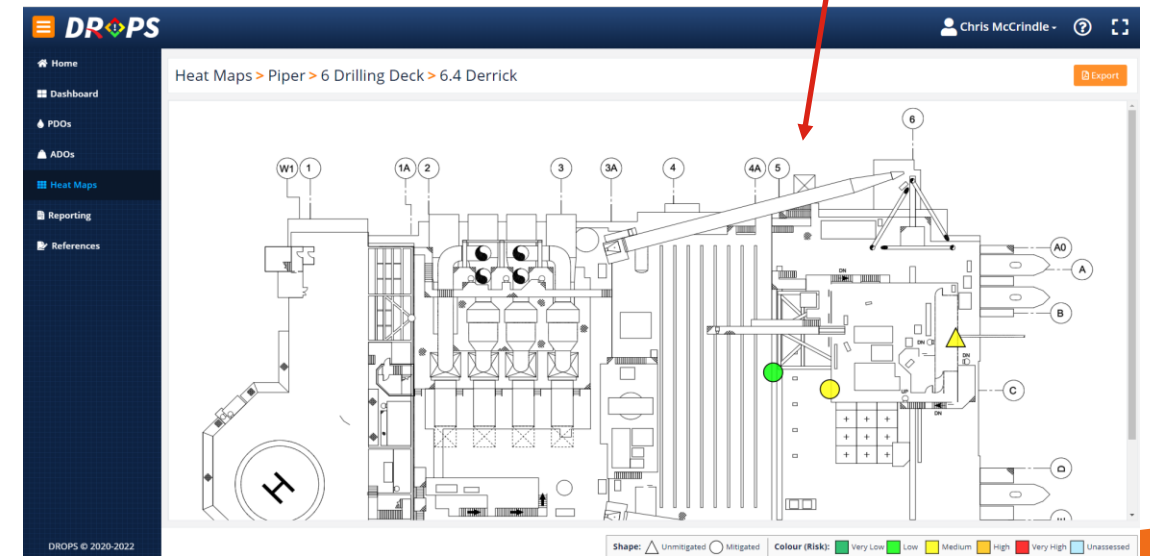 DROPS
Chris McCrindle
Home
Dashboard
PDOs
ADOs
Heat Maps
Reporting
References
DROPS © 2020-2022
Heat Maps > Piper > 6 Drilling Deck > 6.4 Derrick
Export
6
W1 1 1A 2 3 3A 4 4A 5
A0
A
B
C
D
DN
DN
DN
UP
DN
H
Shape: Unmitigated Mitigated Colour (Risk): Very Low Low Medium High Very High Unassessed